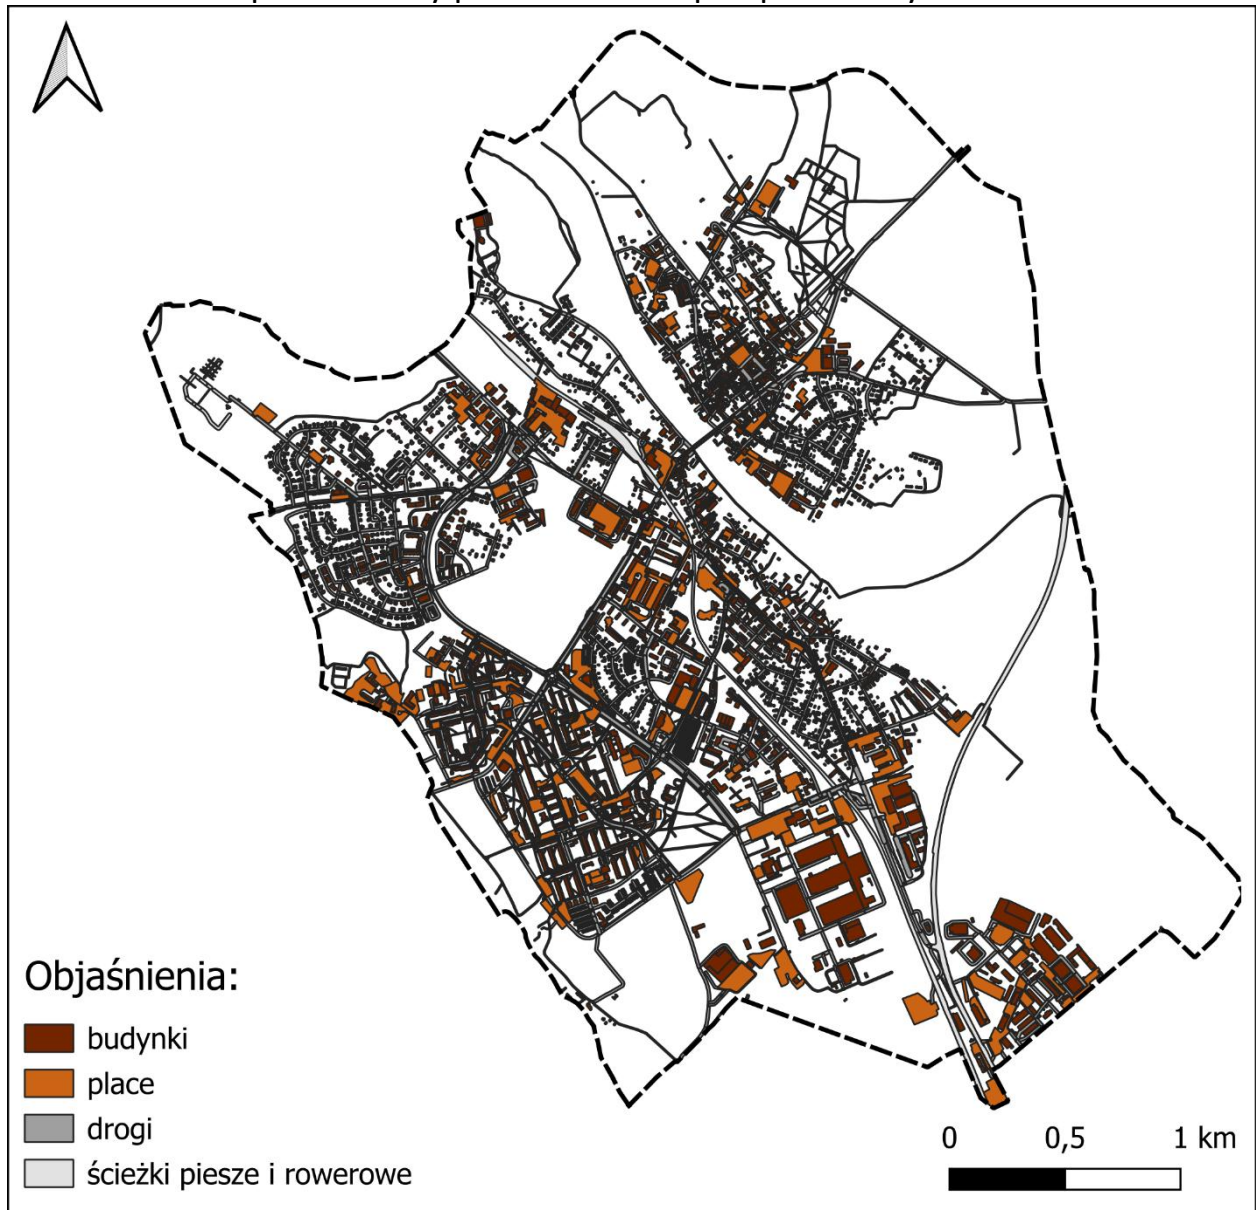 Objaśnienia:
budynki
place
drogi
ścieżki piesze i rowerowe
0 0,5 1 km